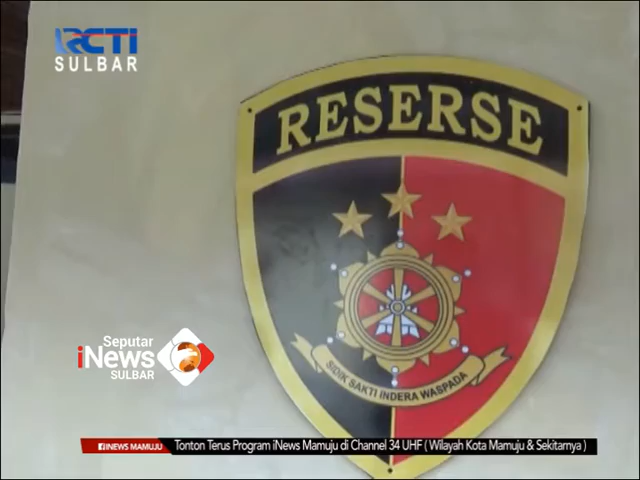 RCTI
SULBAR
RESERSE
SIDIK SAKTI INDERA WASPADA
Seputar
iNews
SULBAR
INEWS MAMUJU
Tonton Terus Program iNews Mamuju di Channel 34 UHF ( Wilayah Kota Mamuju & Sekitarnya )